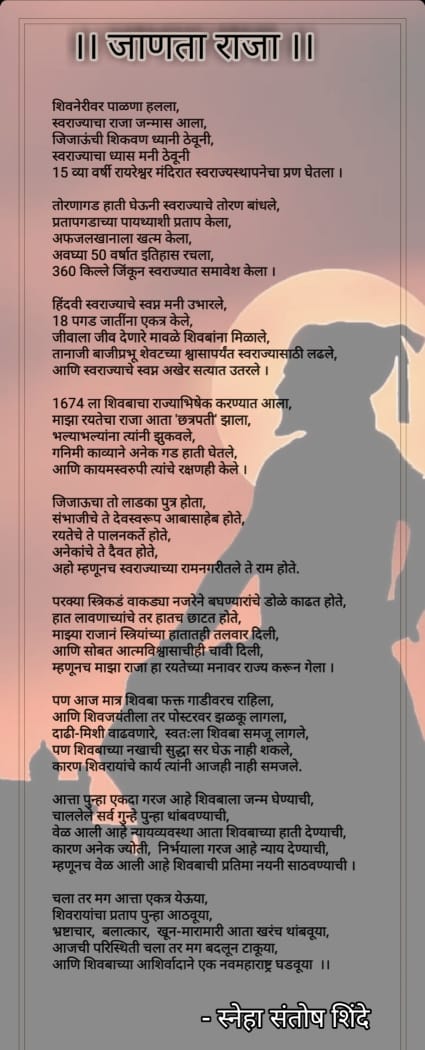 ।। जाणता राजा ।।
शिवनेरीवर पाळणा हलला,
स्वराज्याचा राजा जन्मास आला,
जिजाऊंची शिकवण ध्यानी ठेवूनी,
स्वराज्याचा ध्यास मनी ठेवूनी
15 व्या वर्षी रायरेश्वर मंदिरात स्वराज्यस्थापनेचा प्रण घेतला ।
तोरणागड हाती घेऊनी स्वराज्याचे तोरण बांधले,
प्रतापगडाच्या पायथ्याशी प्रताप केला,
अफजलखानाला खत्म केला,
अवघ्या 50 वर्षात इतिहास रचला,
360 किल्ले जिंकून स्वराज्यात समावेश केला ।
हिंदवी स्वराज्याचे स्वप्न मनी उभारले,
18 पगड जातींना एकत्र केले,
जीवाला जीव देणारे मावळे शिवबांना मिळाले,
तानाजी बाजीप्रभू शेवटच्या श्वासापर्यंत स्वराज्यासाठी लढले,
आणि स्वराज्याचे स्वप्न अखेर सत्यात उतरले ।
1674 ला शिवबाचा राज्याभिषेक करण्यात आला,
माझा रयतेचा राजा आता 'छत्रपती' झाला,
भल्याभल्यांना त्यांनी झुकवले,
गनिमी काव्याने अनेक गड हाती घेतले,
आणि कायमस्वरुपी त्यांचे रक्षणही केले ।
जिजाऊचा तो लाडका पुत्र होता,
संभाजीचे ते देवस्वरूप आबासाहेब होते,
रयतेचे ते पालनकर्ते होते,
अनेकांचे ते दैवत होते,
अहो म्हणूनच स्वराज्याच्या रामनगरीतले ते राम होते.
परक्या स्त्रिकडं वाकड्या नजरेने बघण्यारांचे डोळे काढत होते,
हात लावणाच्यांचे तर हातच छाटत होते,
माझ्या राजानं स्त्रियांच्या हातातही तलवार दिली,
आणि सोबत आत्मविश्वासाचीही चावी दिली,
म्हणूनच माझा राजा हा रयतेच्या मनावर राज्य करून गेला ।
पण आज मात्र शिवबा फक्त गाडीवरच राहिला,
आणि शिवजयंतीला तर पोस्टरवर झळकू लागला,
दाढी-मिशी वाढवणारे, स्वतःला शिवबा समजू लागले,
पण शिवबाच्या नखाची सुद्धा सर घेऊ नाही शकले,
कारण शिवरायांचे कार्य त्यांनी आजही नाही समजले.
आत्ता पुन्हा एकदा गरज आहे शिवबाला जन्म घेण्याची,
चाललेले सर्व गुन्हे पुन्हा थांबवण्याची,
वेळ आली आहे न्यायव्यवस्था आता शिवबाच्या हाती देण्याची,
कारण अनेक ज्योती, निर्भयाला गरज आहे न्याय देण्याची,
म्हणूनच वेळ आली आहे शिवबाची प्रतिमा नयनी साठवण्याची ।
चला तर मग आत्ता एकत्र येऊया,
शिवरायांचा प्रताप पुन्हा आठवूया,
भ्रष्टाचार, बलात्कार, खून-मारामारी आता खरंच थांबवूया,
आजची परिस्थिती चला तर मग बदलून टाकूया,
आणि शिवबाच्या आशिर्वादाने एक नवमहाराष्ट्र घडवूया ।।
- स्नेहा संतोष शिंदे